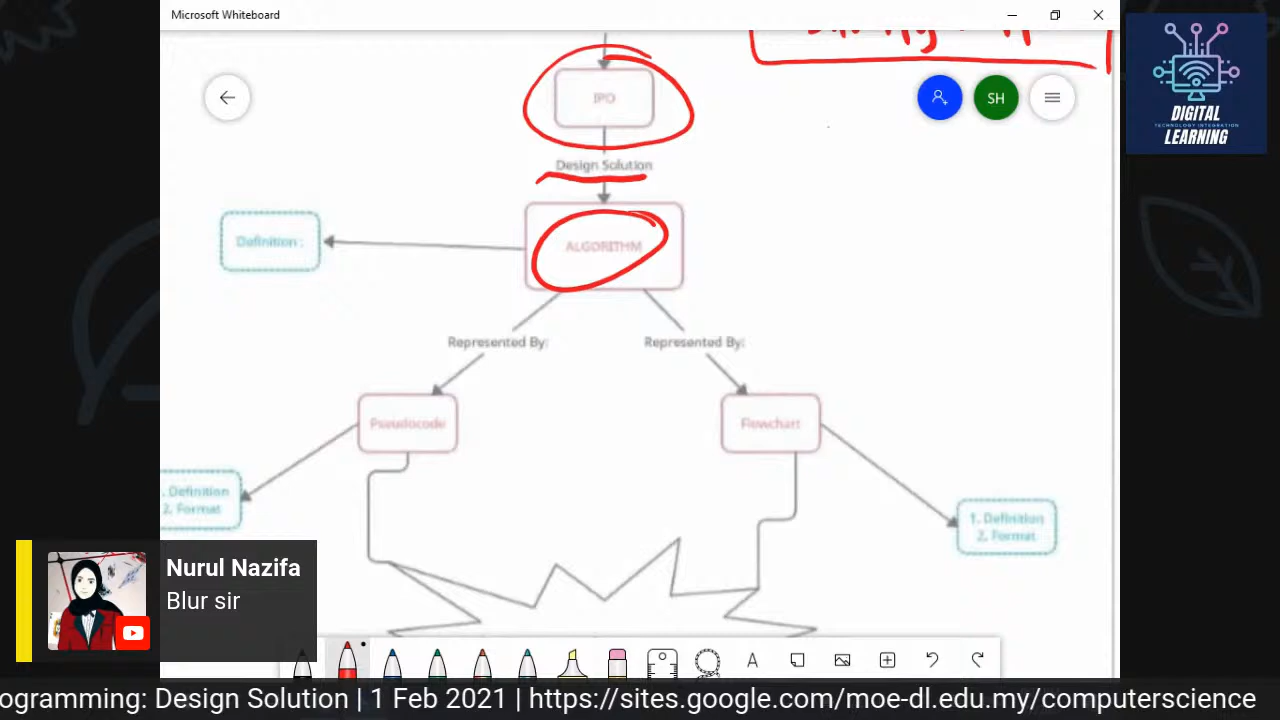 Microsoft Whiteboard
IPO
SH
DIGITAL
TECHNOLOGY INTEGRATION
LEARNING
Design Solution
Definition :
ALGORITHM
Represented By:
Represented By:
Pseudocode
Flowchart
. Definition
2. Format
1. Definition
2. Format
Nurul Nazifa
Blur sir
A
ogramming: Design Solution | 1 Feb 2021 | https://sites.google.com/moe-dl.edu.my/computerscience